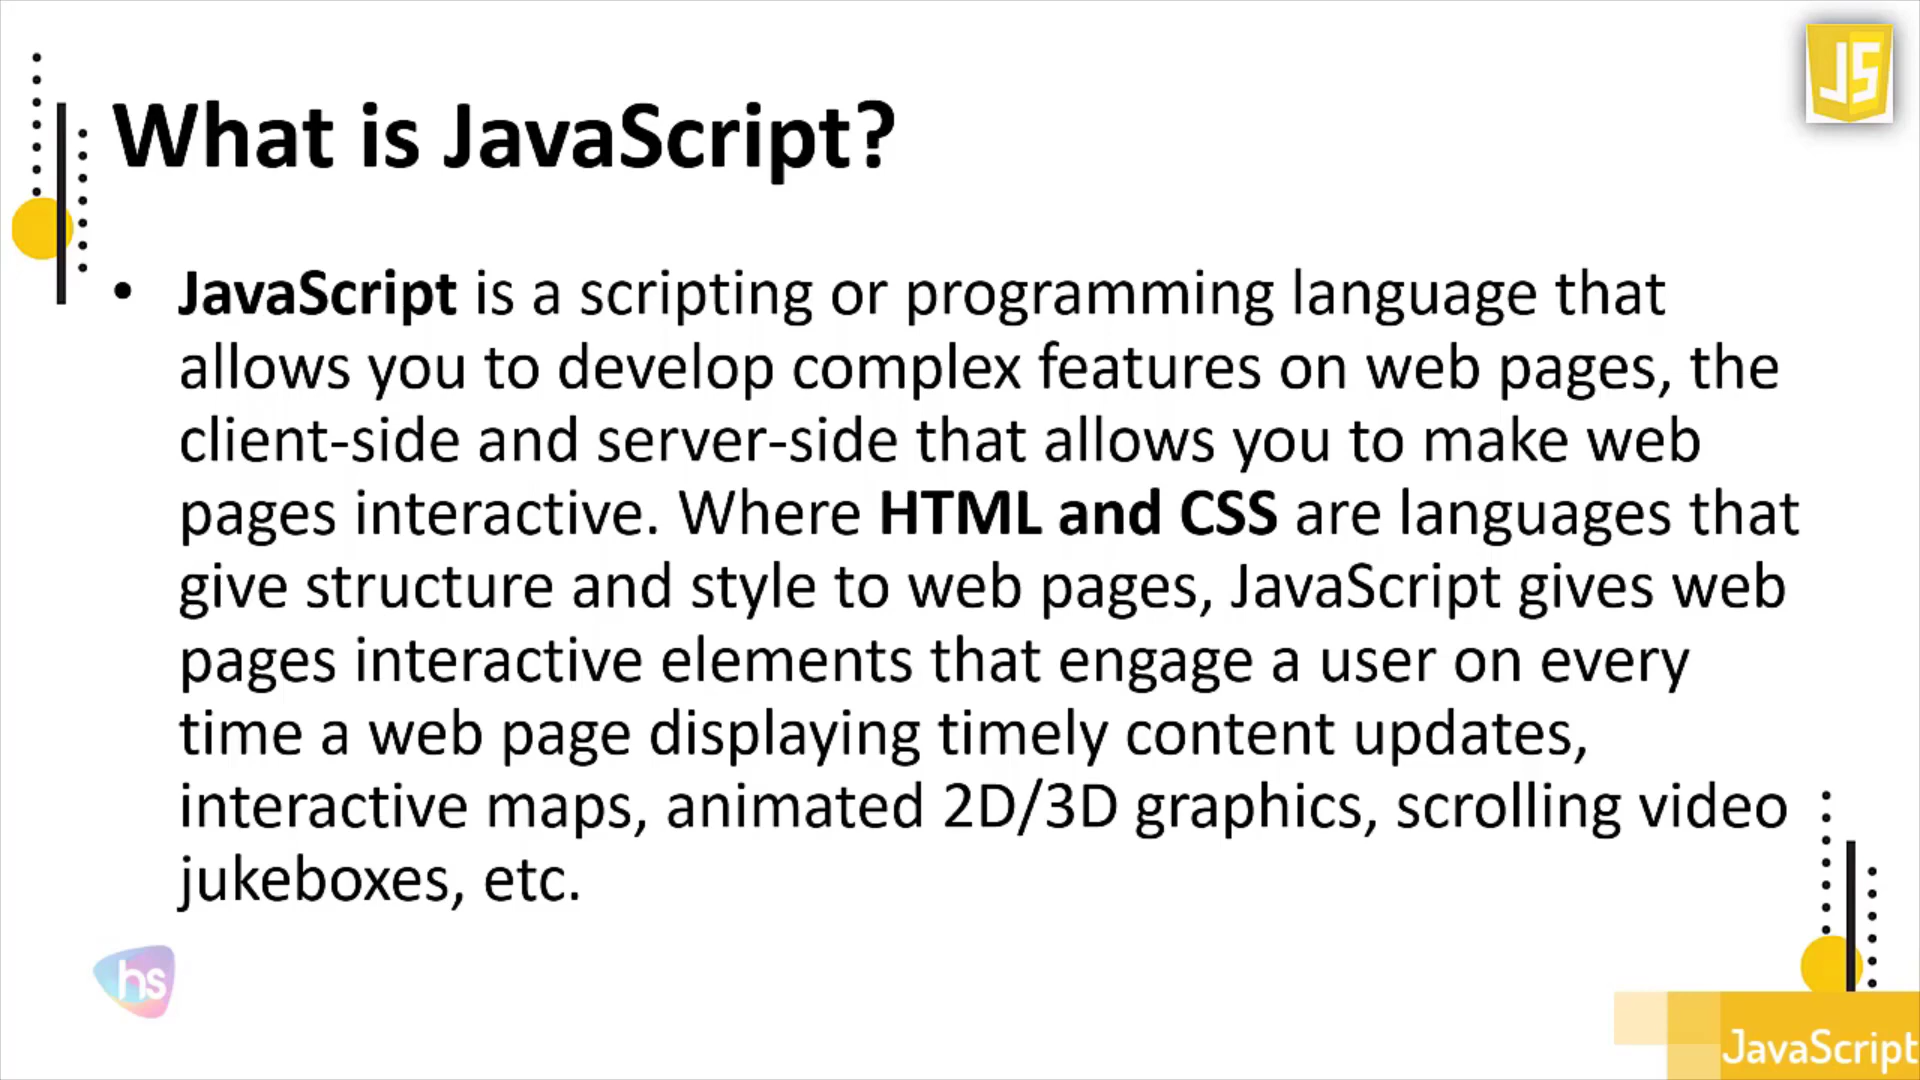 JS
What is JavaScript?
• JavaScript is a scripting or programming language that
allows you to develop complex features on web pages, the
client-side and server-side that allows you to make web
pages interactive. Where HTML and CSS are languages that
give structure and style to web pages, JavaScript gives web
pages interactive elements that engage a user on every
time a web page displaying timely content updates,
interactive maps, animated 2D/3D graphics, scrolling video
jukeboxes, etc.
hs
JavaScript